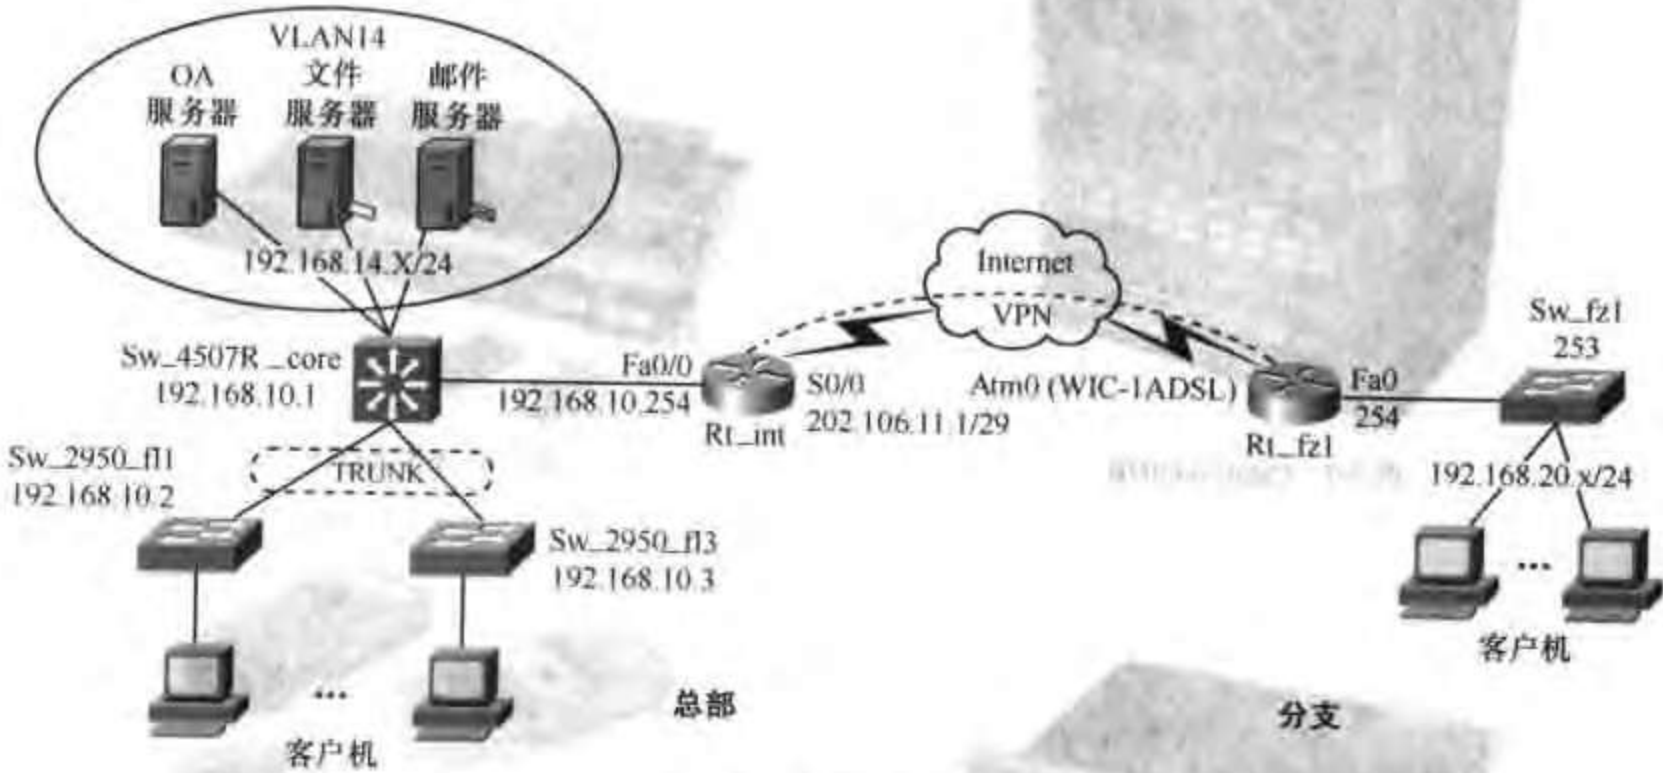 VLAN14
OA
服务器
文件
服务器
邮件
服务器
192.168.14.X/24
Sw_4507R_core
192.168.10.1
Fa0/0
192.168.10.254
Rt_int
S0/0
202.106.11.1/29
Internet
VPN
Atm0 (WIC-1ADSL)
Rt_fz1
Fa0
254
Sw_fz1
253
192.168.20.x/24
客户机
分支
Sw_2950_fl1
192.168.10.2
TRUNK
Sw_2950_fl3
192.168.10.3
...
...
客户机
总部